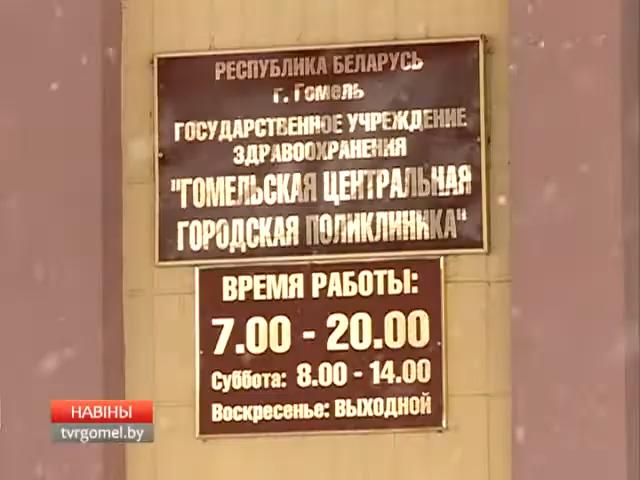 РЕСПУБЛИКА БЕЛАРУСЬ
г. Гомель
ГОСУДАРСТВЕННОЕ УЧРЕЖДЕНИЕ
ЗДРАВООХРАНЕНИЯ
"ГОМЕЛЬСКАЯ ЦЕНТРАЛЬНАЯ
ГОРОДСКАЯ ПОЛИКЛИНИКА"
ВРЕМЯ РАБОТЫ:
7.00 - 20.00
Суббота: 8.00 - 14.00
Воскресенье: ВЫХОДНОЙ
НАВІНЫ
tvrgomel.by